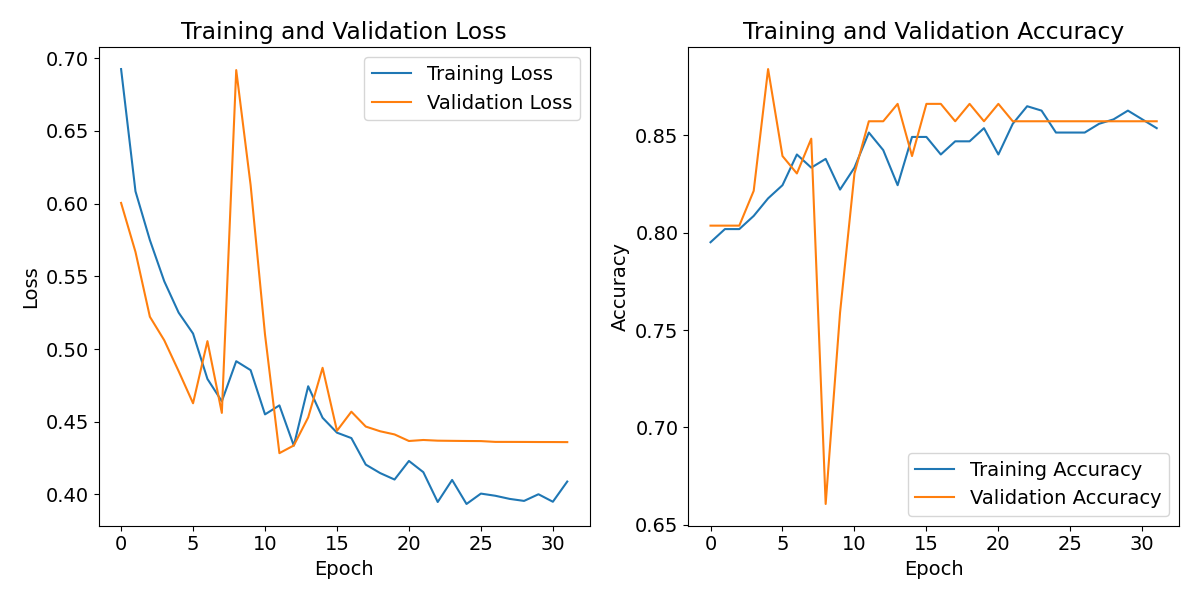 Training and Validation Loss
0.70
0.65
0.60
0.55
0.50
0.45
0.40
Loss
0 5 10 15 20 25 30
Epoch
Training Loss
Validation Loss
Training and Validation Accuracy
0.85
0.80
0.75
0.70
0.65
Accuracy
0 5 10 15 20 25 30
Epoch
Training Accuracy
Validation Accuracy